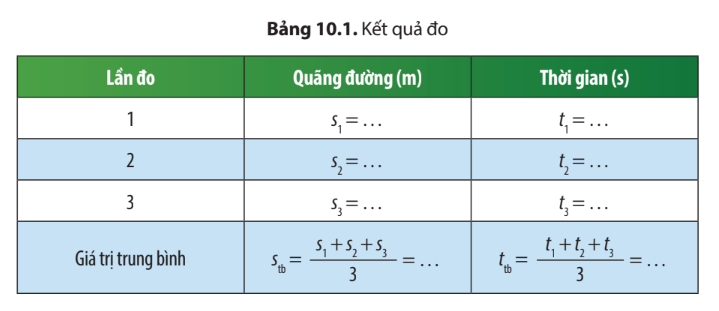 Bảng 10.1. Kết quả đo
Lần đo Quãng đường (m) Thời gian (s)
1 s₁ = … t₁ = …
2 s₂ = … t₂ = …
3 s₃ = … t₃ = …
Giá trị trung bình s_tb = (s₁ + s₂ + s₃)/3 = … t_tb = (t₁ + t₂ + t₃)/3 = …